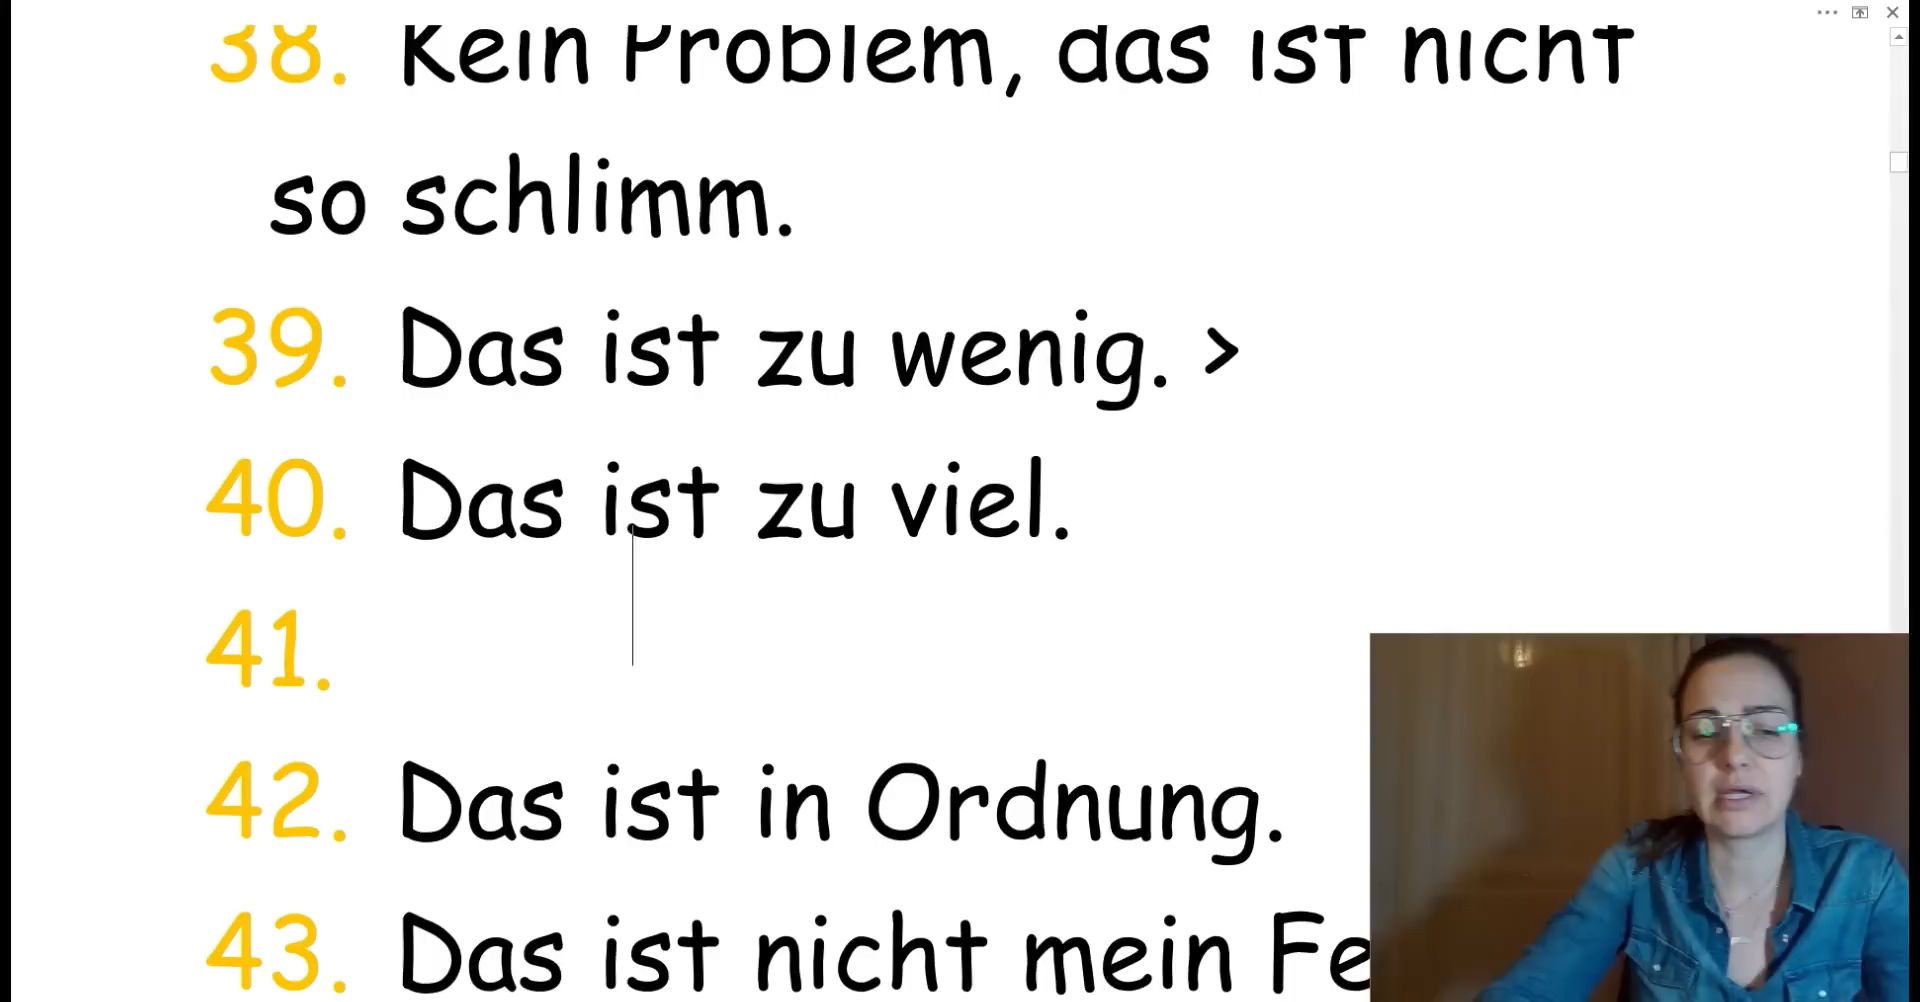 38. Kein Problem, das ist nicht
so schlimm.
39. Das ist zu wenig. >
40. Das ist zu viel.
41.
42. Das ist in Ordnung.
43. Das ist nicht mein